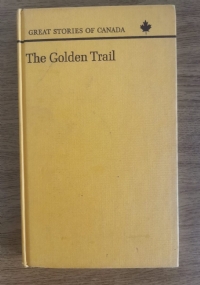 GREAT STORIES OF CANADA
The Golden Trail